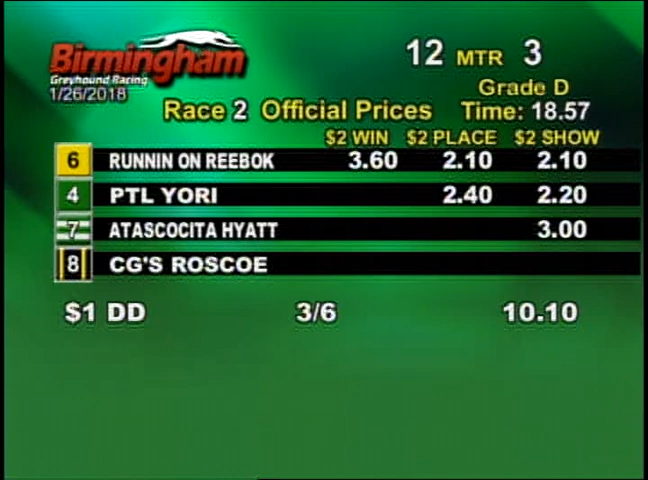 Birmingham
Greyhound Racing
1/26/2018
12 MTR 3
Grade D
Race 2 Official Prices Time: 18.57
$2 WIN $2 PLACE $2 SHOW
6 RUNNIN ON REEBOK 3.60 2.10 2.10
4 PTL YORI 2.40 2.20
7 ATASCOCITA HYATT 3.00
8 CG'S ROSCOE
$1 DD 3/6 10.10